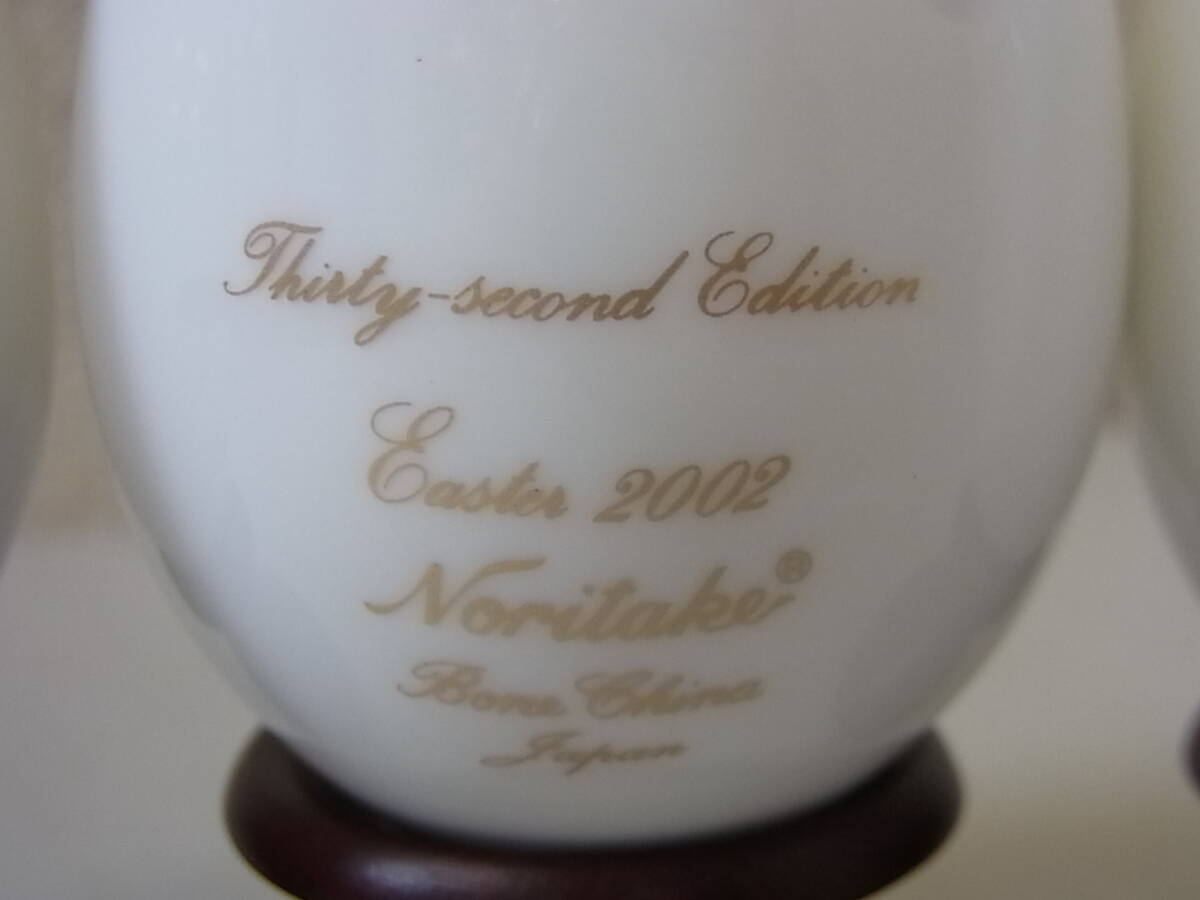 Thirty-second Edition
Easter 2002
Noritake®
Bone China
Japan